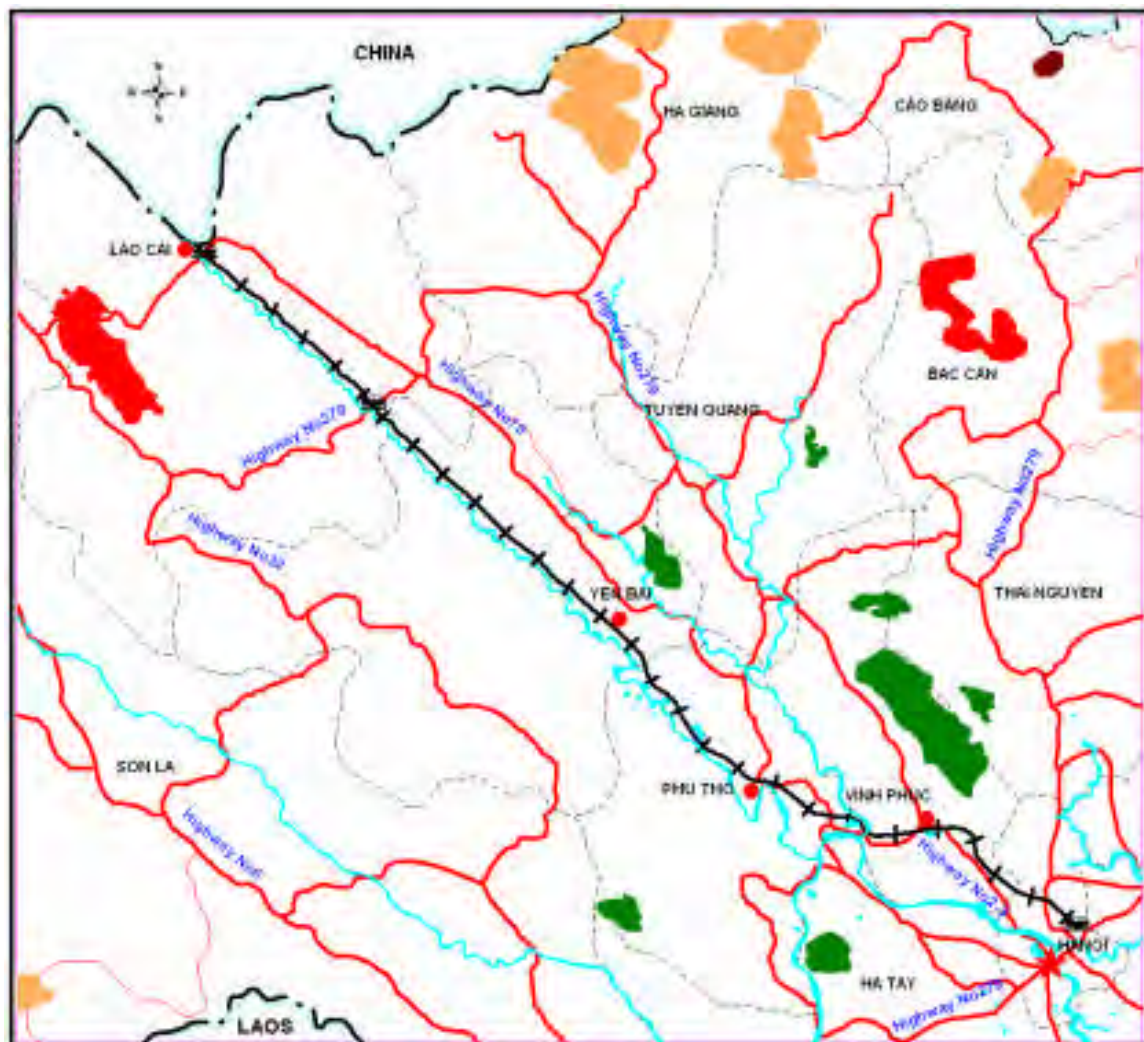 CHINA
N
E
S
HA GIANG
CAO BANG
LAO CAI
Highway No279
BAC CAN
Highway No70
TUYEN QUANG
Highway No279
Highway No279
Highway No32
YEN BAI
THAI NGUYEN
SON LA
PHU THO
VINH PHUC
Highway No6
Highway No279
HANOI
HA TAY
Highway No279
LAOS